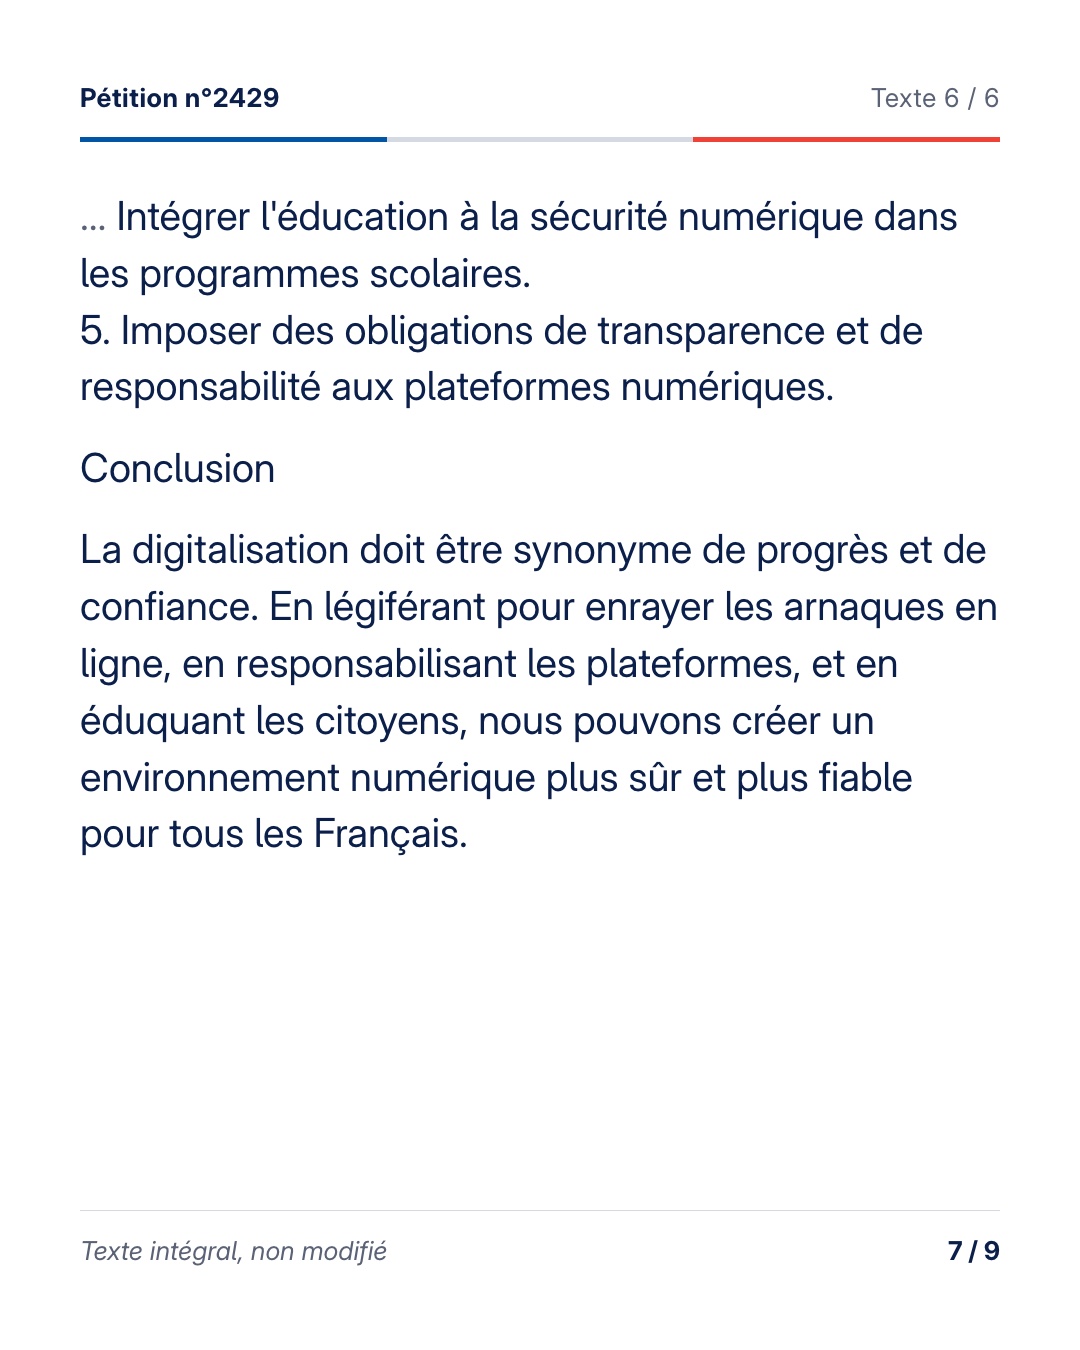 Pétition n°2429
Texte 6 / 6
... Intégrer l'éducation à la sécurité numérique dans
les programmes scolaires.
5. Imposer des obligations de transparence et de
responsabilité aux plateformes numériques.
Conclusion
La digitalisation doit être synonyme de progrès et de
confiance. En légiférant pour enrayer les arnaques en
ligne, en responsabilisant les plateformes, et en
éduquant les citoyens, nous pouvons créer un
environnement numérique plus sûr et plus fiable
pour tous les Français.
Texte intégral, non modifié
7 / 9